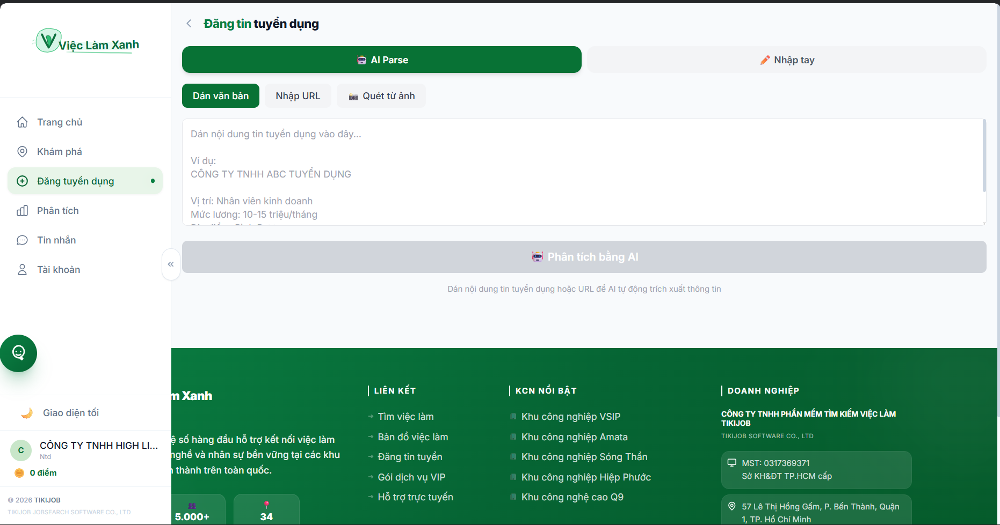 Việc Làm Xanh
Trang chủ
Khám phá
Đăng tuyển dụng
Phân tích
Tin nhắn
Tài khoản
Giao diện tối
C
CÔNG TY TNHH HIGH LI...
Ntd
0 điểm
© 2026 TIKIJOB
TIKIJOB JOBSEARCH SOFTWARE CO., LTD
Đăng tin tuyển dụng
AI Parse
Nhập tay
Dán văn bản
Nhập URL
Quét từ ảnh
Dán nội dung tin tuyển dụng vào đây...
Ví dụ:
CÔNG TY TNHH ABC TUYỂN DỤNG
Vị trí: Nhân viên kinh doanh
Mức lương: 10-15 triệu/tháng
Phân tích bằng AI
Dán nội dung tin tuyển dụng hoặc URL để AI tự động trích xuất thông tin
m Xanh
ệ số hàng đầu hỗ trợ kết nối việc làm
nghề và nhân sự bền vững tại các khu
thành trên toàn quốc.
5.000+
34
LIÊN KẾT
Tìm việc làm
Bản đồ việc làm
Đăng tin tuyển
Gói dịch vụ VIP
Hỗ trợ trực tuyến
KCN NỔI BẬT
Khu công nghiệp VSIP
Khu công nghiệp Amata
Khu công nghiệp Sóng Thần
Khu công nghiệp Hiệp Phước
Khu công nghệ cao Q9
DOANH NGHIỆP
CÔNG TY TNHH PHẦN MỀM TÌM KIẾM VIỆC LÀM
TIKIJOB
TIKIJOB SOFTWARE CO., LTD
MST: 0317369371
Sở KH&ĐT TP.HCM cấp
57 Lê Thị Hồng Gấm, P. Bến Thành, Quận
1, TP. Hồ Chí Minh